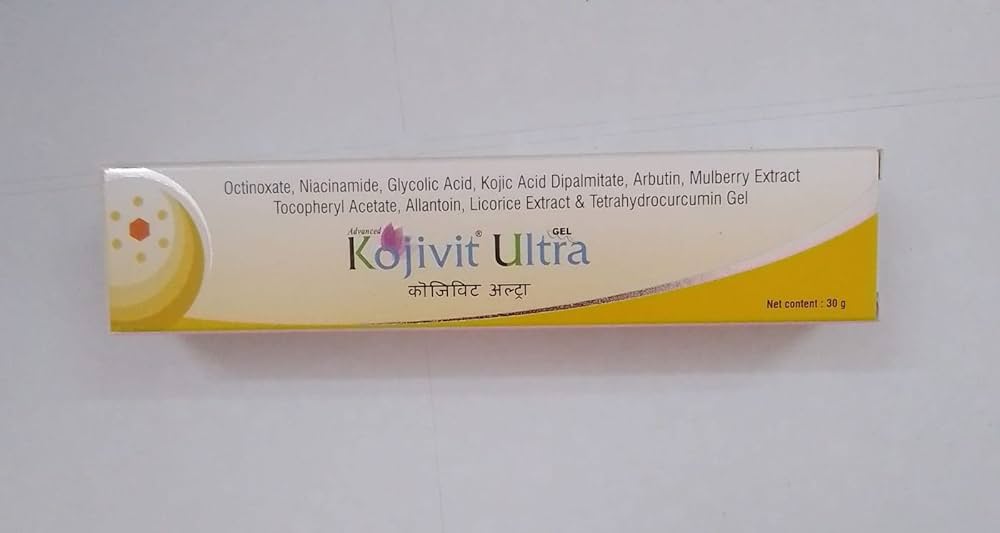 Octinoxate, Niacinamide, Glycolic Acid, Kojic Acid Dipalmitate, Arbutin, Mulberry Extract
Tocopheryl Acetate, Allantoin, Licorice Extract & Tetrahydrocurcumin Gel
Advanced
Kojivit® Ultra GEL
कोजिविट अल्ट्रा
Net content : 30 g